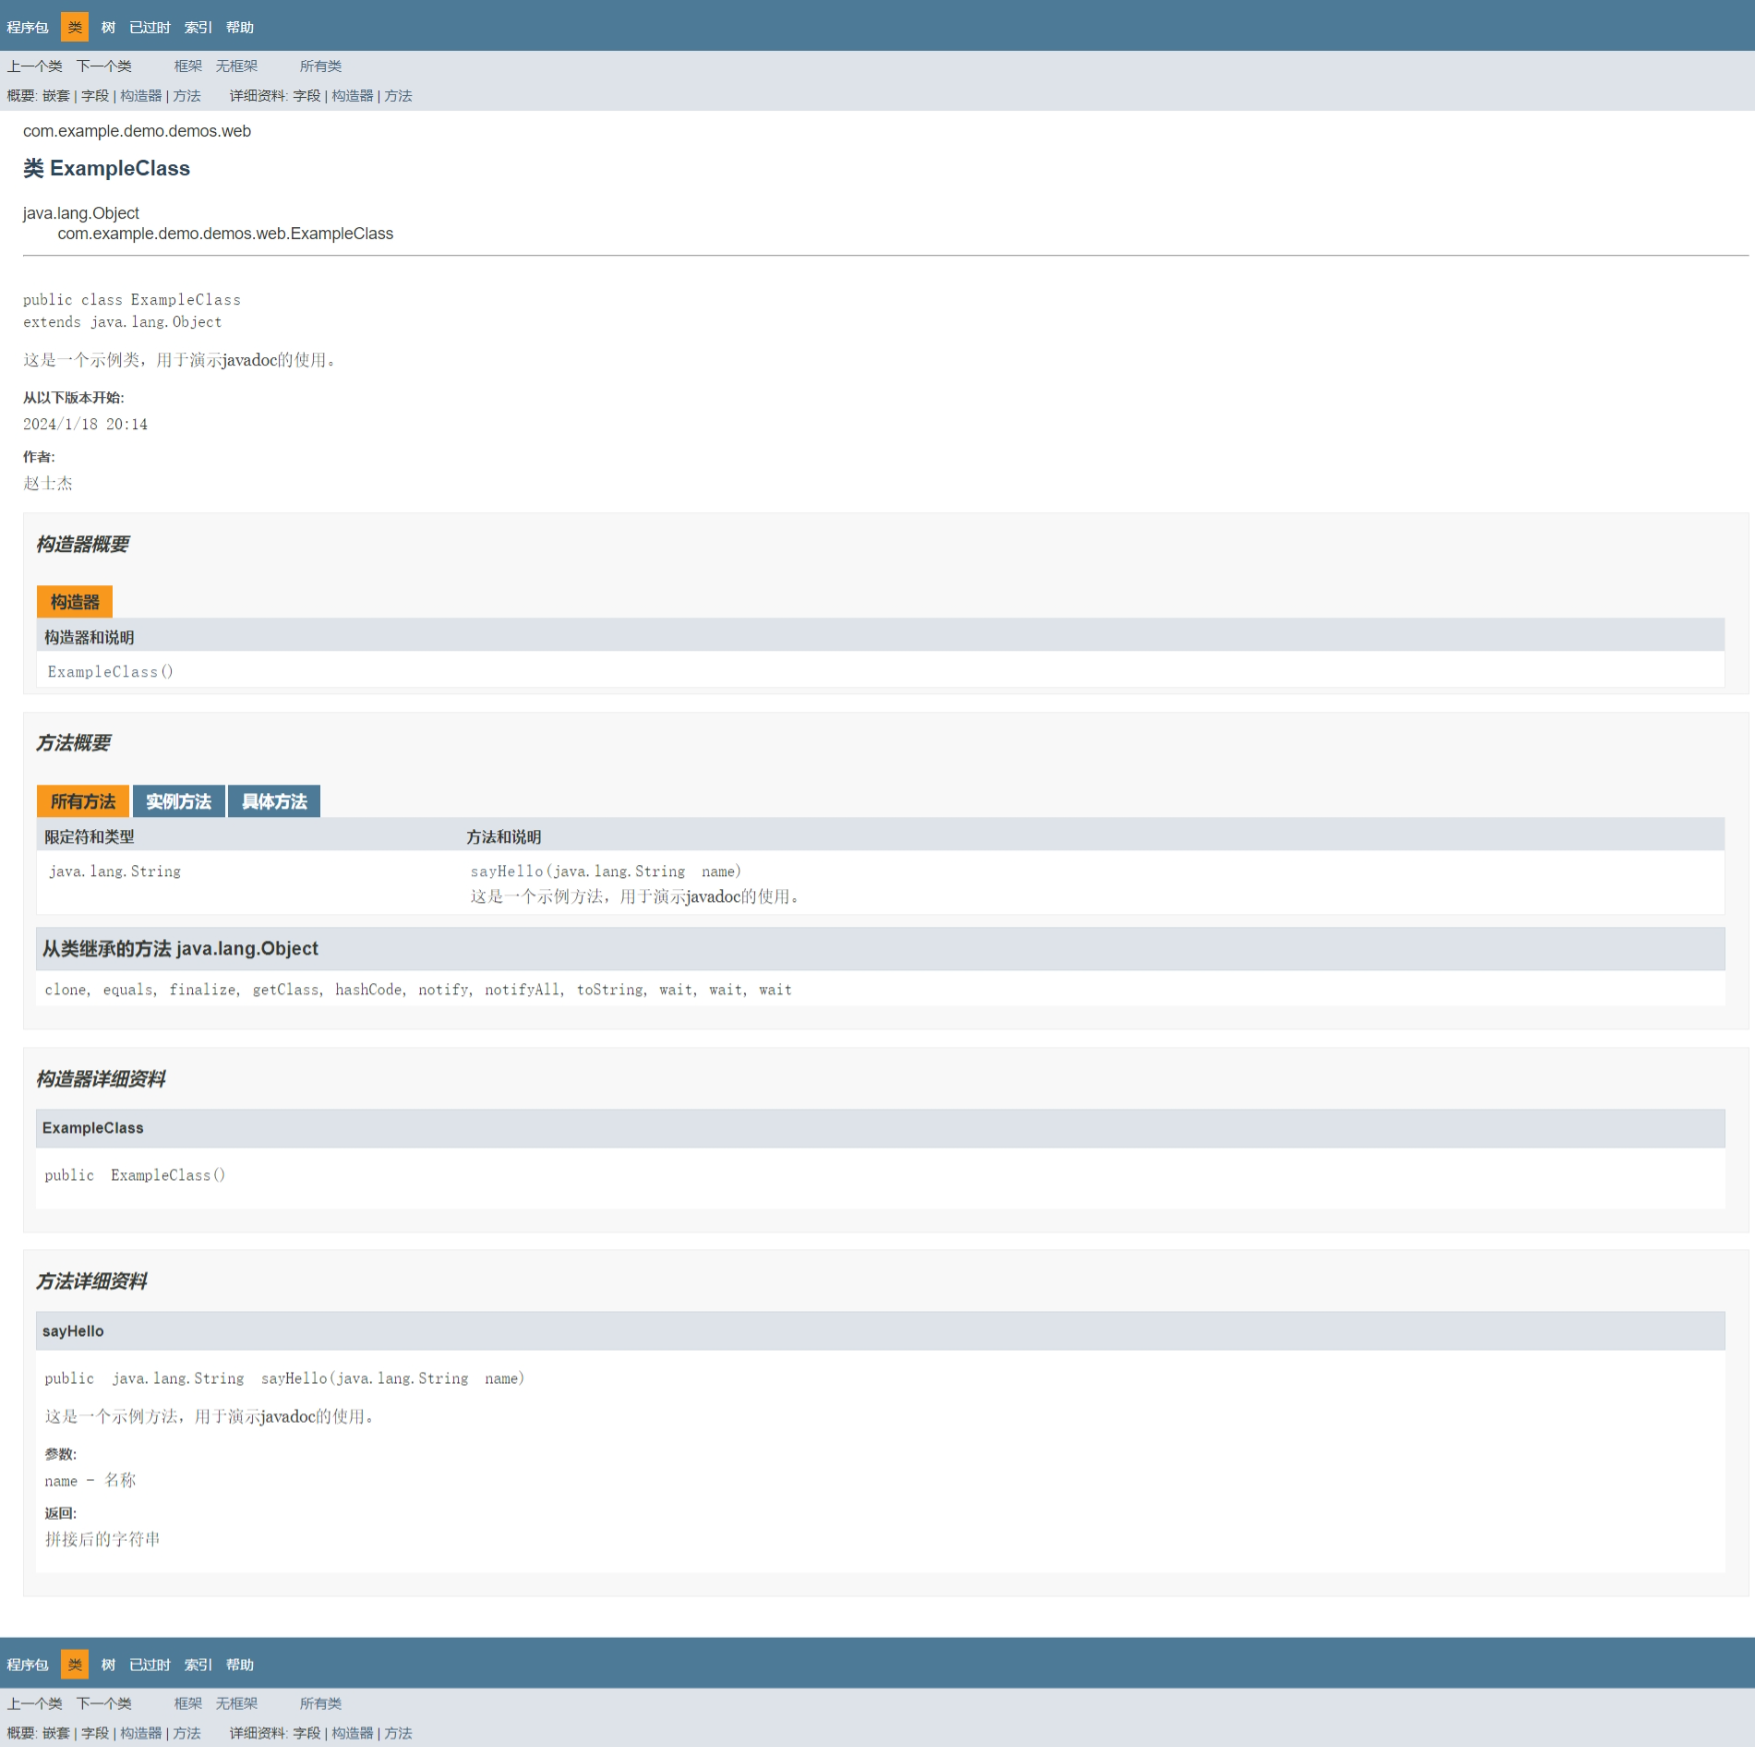 程序包 类 树 已过时 索引 帮助
上一个类 下一个类 框架 无框架 所有类
概要: 嵌套 | 字段 | 构造器 | 方法 详细资料: 字段 | 构造器 | 方法
com.example.demo.demos.web
类 ExampleClass
java.lang.Object
com.example.demo.demos.web.ExampleClass
public class ExampleClass
extends java.lang.Object
这是一个示例类，用于演示javadoc的使用。
从以下版本开始:
2024/1/18 20:14
作者:
赵士杰
构造器概要
构造器
构造器和说明
ExampleClass()
方法概要
所有方法 实例方法 具体方法
限定符和类型 方法和说明
java.lang.String sayHello(java.lang.String name)
这是一个示例方法，用于演示javadoc的使用。
从类继承的方法 java.lang.Object
clone, equals, finalize, getClass, hashCode, notify, notifyAll, toString, wait, wait, wait
构造器详细资料
ExampleClass
public ExampleClass()
方法详细资料
sayHello
public java.lang.String sayHello(java.lang.String name)
这是一个示例方法，用于演示javadoc的使用。
参数:
name - 名称
返回:
拼接后的字符串
程序包 类 树 已过时 索引 帮助
上一个类 下一个类 框架 无框架 所有类
概要: 嵌套 | 字段 | 构造器 | 方法 详细资料: 字段 | 构造器 | 方法